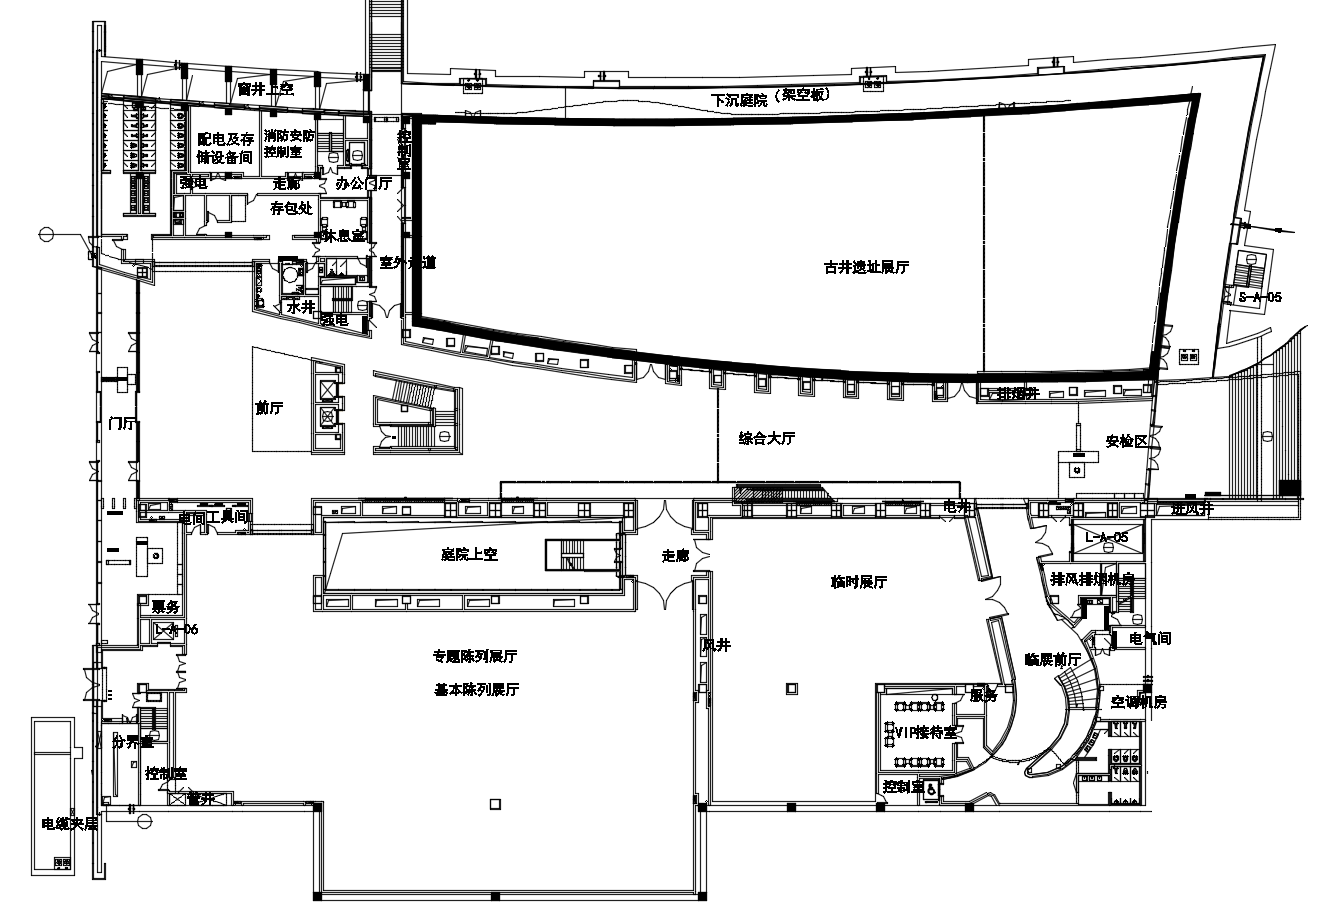 窗井上空
下沉庭院（架空板）
配电及存
储设备间
消防安防
控制室
控制室
强电
走廊
办公门厅
存包处
休息室
室外走道
古井遗址展厅
水井
强电
S-A-05
前厅
门厅
排烟井
综合大厅
安检区
工具间
电井
进风井
L-A-05
庭院上空
走廊
临时展厅
排风排烟机房
票务
L-A-06
电气间
风井
专题陈列展厅
临展前厅
基本陈列展厅
服务
空调机房
VIP接待室
分界室
控制室
控制室
管井
电缆夹层